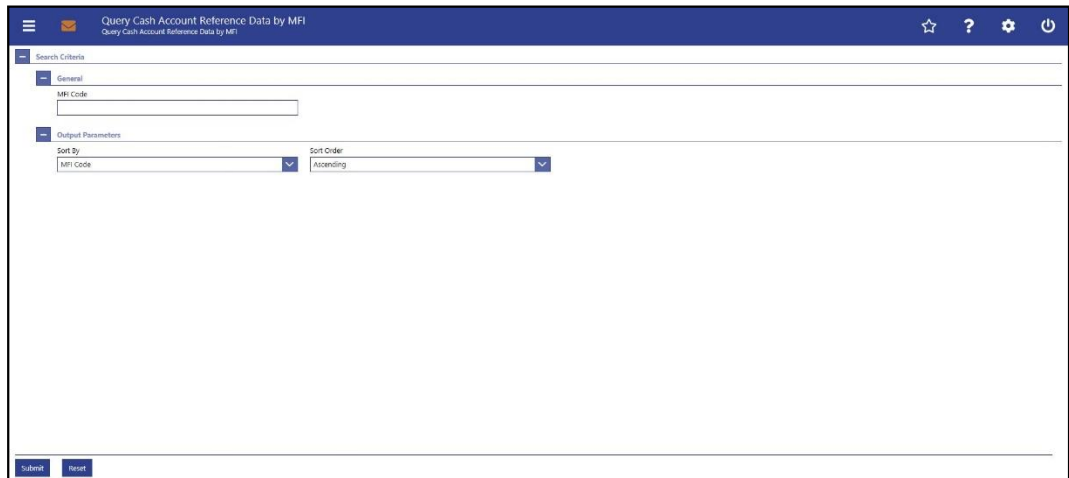 Query Cash Account Reference Data by MFI
Query Cash Account Reference Data by MFI
Search Criteria
General
MFI Code
Output Parameters
Sort By
Sort Order
MFI Code
Ascending
Submit
Reset